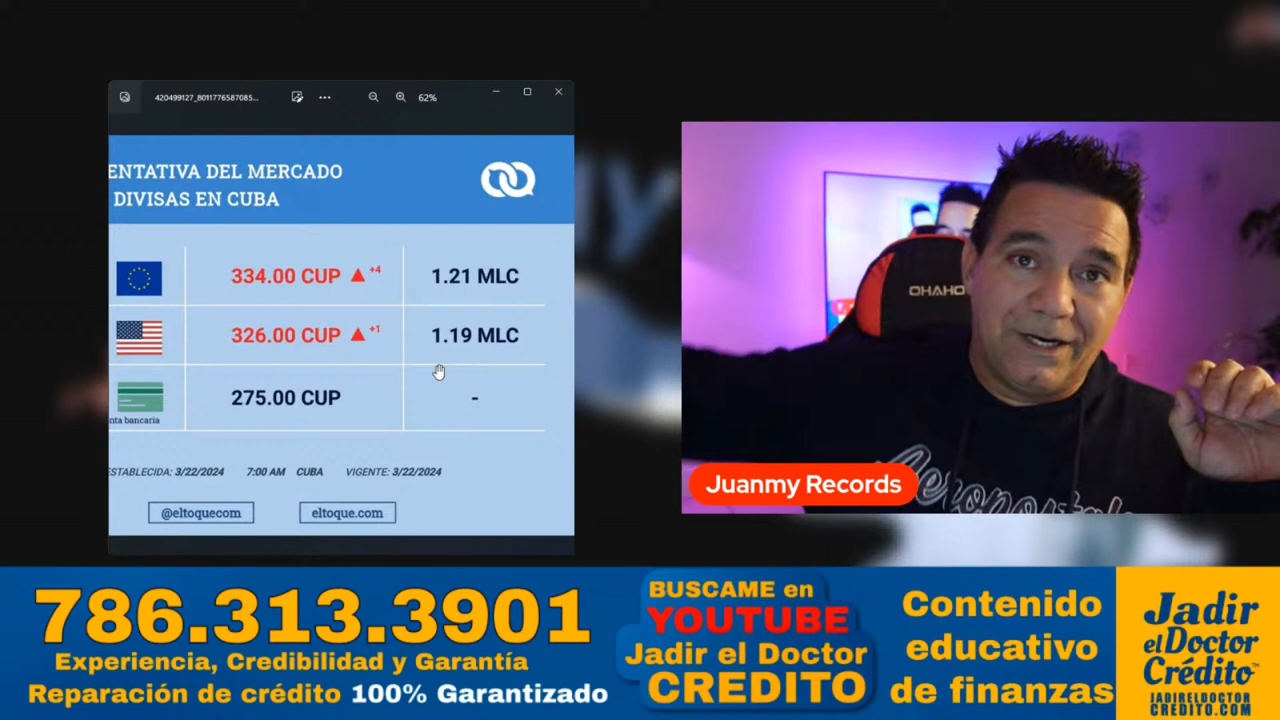 420499127_8011776587085...
62%
ENTATIVA DEL MERCADO
DIVISAS EN CUBA
334.00 CUP ▲ +4
1.21 MLC
326.00 CUP ▲ +1
1.19 MLC
275.00 CUP
-
nta bancaria
STABLECIDA: 3/22/2024 7:00 AM CUBA VIGENTE: 3/22/2024
@eltoquecom
eltoque.com
OHAHO
Juanmy Records
Aeropostale
786.313.3901
Experiencia, Credibilidad y Garantía
Reparación de crédito 100% Garantizado
BUSCAME en
YOUTUBE
Jadir el Doctor
CREDITO
Contenido
educativo
de finanzas
Jadir
el Doctor
Crédito™
JADIRELDOCTOR
CREDITO.COM